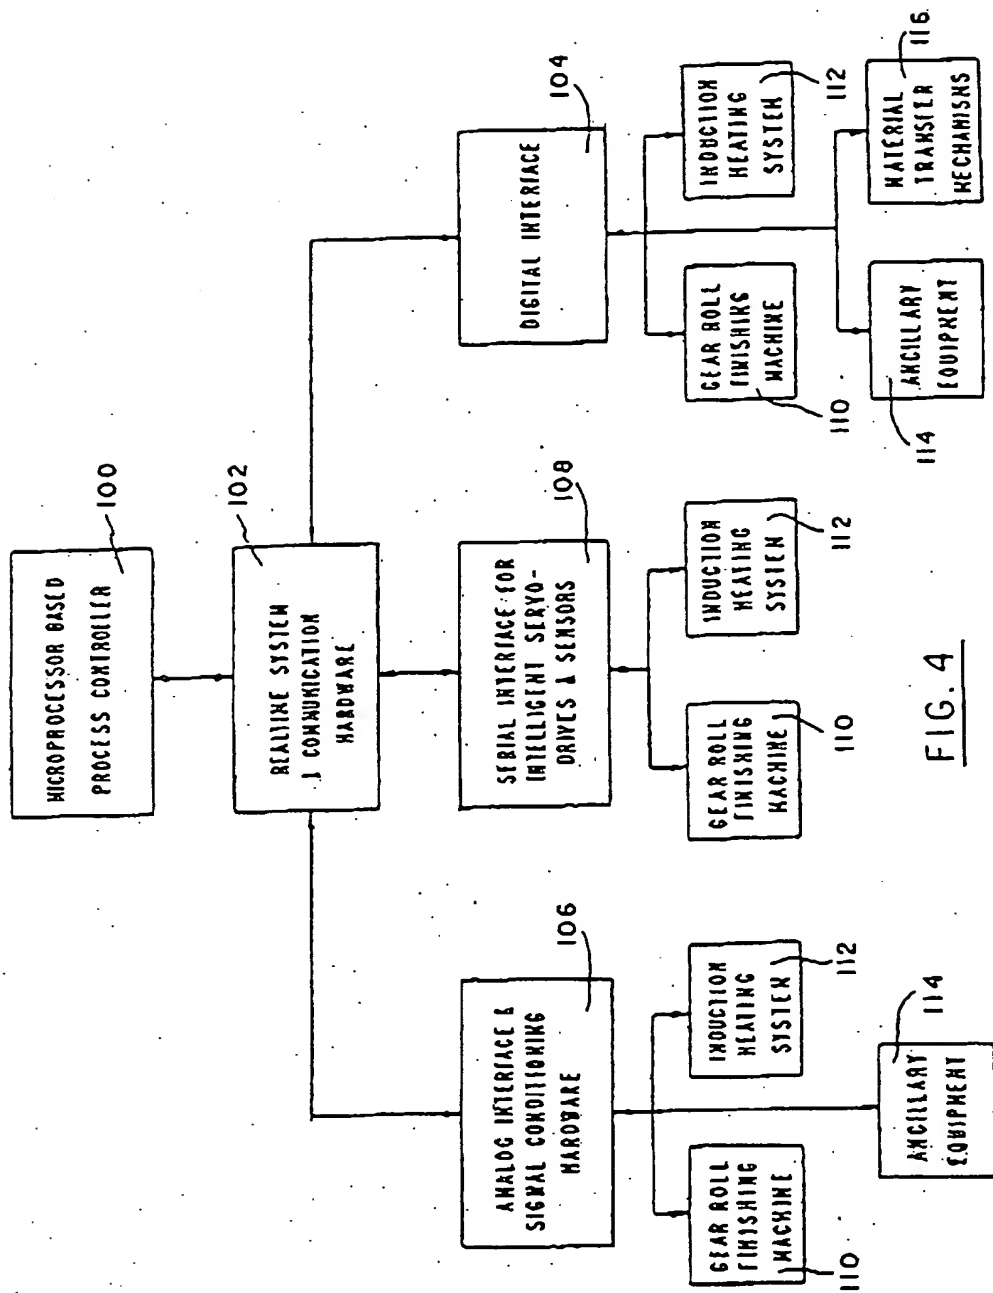 MICROPROCESSOR BASED
PROCESS CONTROLLER
100
REALTIME SYSTEM
& COMMUNICATION
HARDWARE
102
ANALOG INTERFACE &
SIGNAL CONDITIONING
HARDWARE
106
SERIAL INTERFACE FOR
INTELLIGENT SERVO-
DRIVES & SENSORS
108
DIGITAL INTERFACE
104
GEAR ROLL
FINISHING
MACHINE
110
INDUCTION
HEATING
SYSTEM
112
ANCILLARY
EQUIPMENT
114
GEAR ROLL
FINISHING
MACHINE
110
INDUCTION
HEATING
SYSTEM
112
GEAR ROLL
FINISHING
MACHINE
110
INDUCTION
HEATING
SYSTEM
112
ANCILLARY
EQUIPMENT
114
MATERIAL
TRANSFER
MECHANISMS
116
FIG. 4